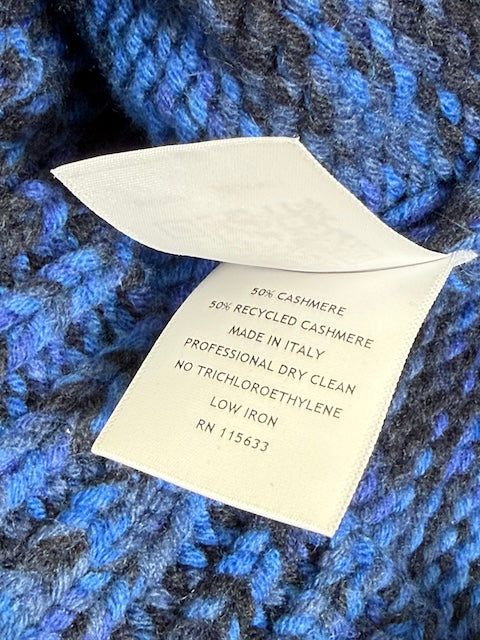 50% CASHMERE
50% RECYCLED CASHMERE
MADE IN ITALY
PROFESSIONAL DRY CLEAN
NO TRICHLOROETHYLENE
LOW IRON
RN 115633